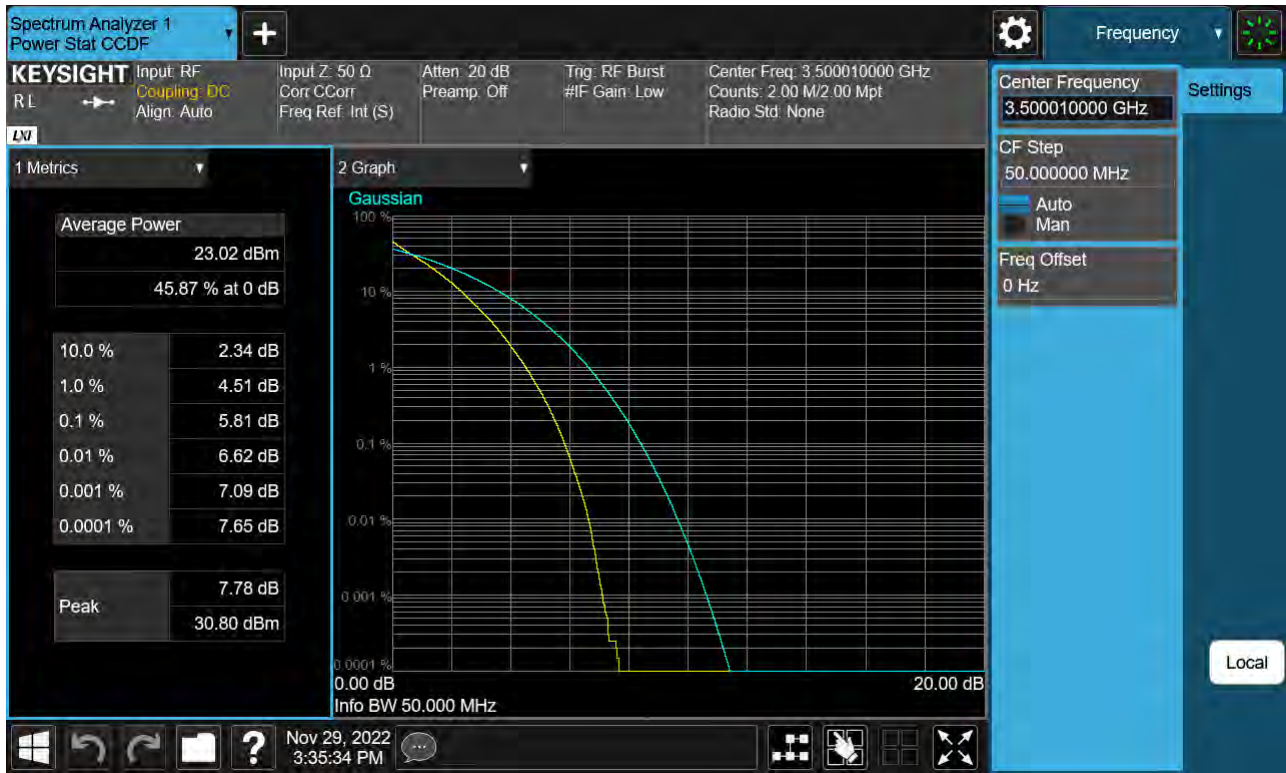 Spectrum Analyzer 1
Power Stat CCDF
Frequency
KEYSIGHT
RL
LXI
Input: RF
Coupling: DC
Align: Auto
Input Z: 50 Ω
Corr CCorr
Freq Ref: Int (S)
Atten: 20 dB
Preamp: Off
Trig: RF Burst
#IF Gain: Low
Center Freq: 3.500010000 GHz
Counts: 2.00 M/2.00 Mpt
Radio Std: None
1 Metrics
Average Power
23.02 dBm
45.87 % at 0 dB
10.0 % 2.34 dB
1.0 % 4.51 dB
0.1 % 5.81 dB
0.01 % 6.62 dB
0.001 % 7.09 dB
0.0001 % 7.65 dB
Peak 7.78 dB
30.80 dBm
2 Graph
Gaussian
100 %
10 %
1 %
0.1 %
0.01 %
0.001 %
0.0001 %
0.00 dB 20.00 dB
Info BW 50.000 MHz
Center Frequency
3.500010000 GHz
Settings
CF Step
50.000000 MHz
Auto
Man
Freq Offset
0 Hz
Local
?
Nov 29, 2022
3:35:34 PM